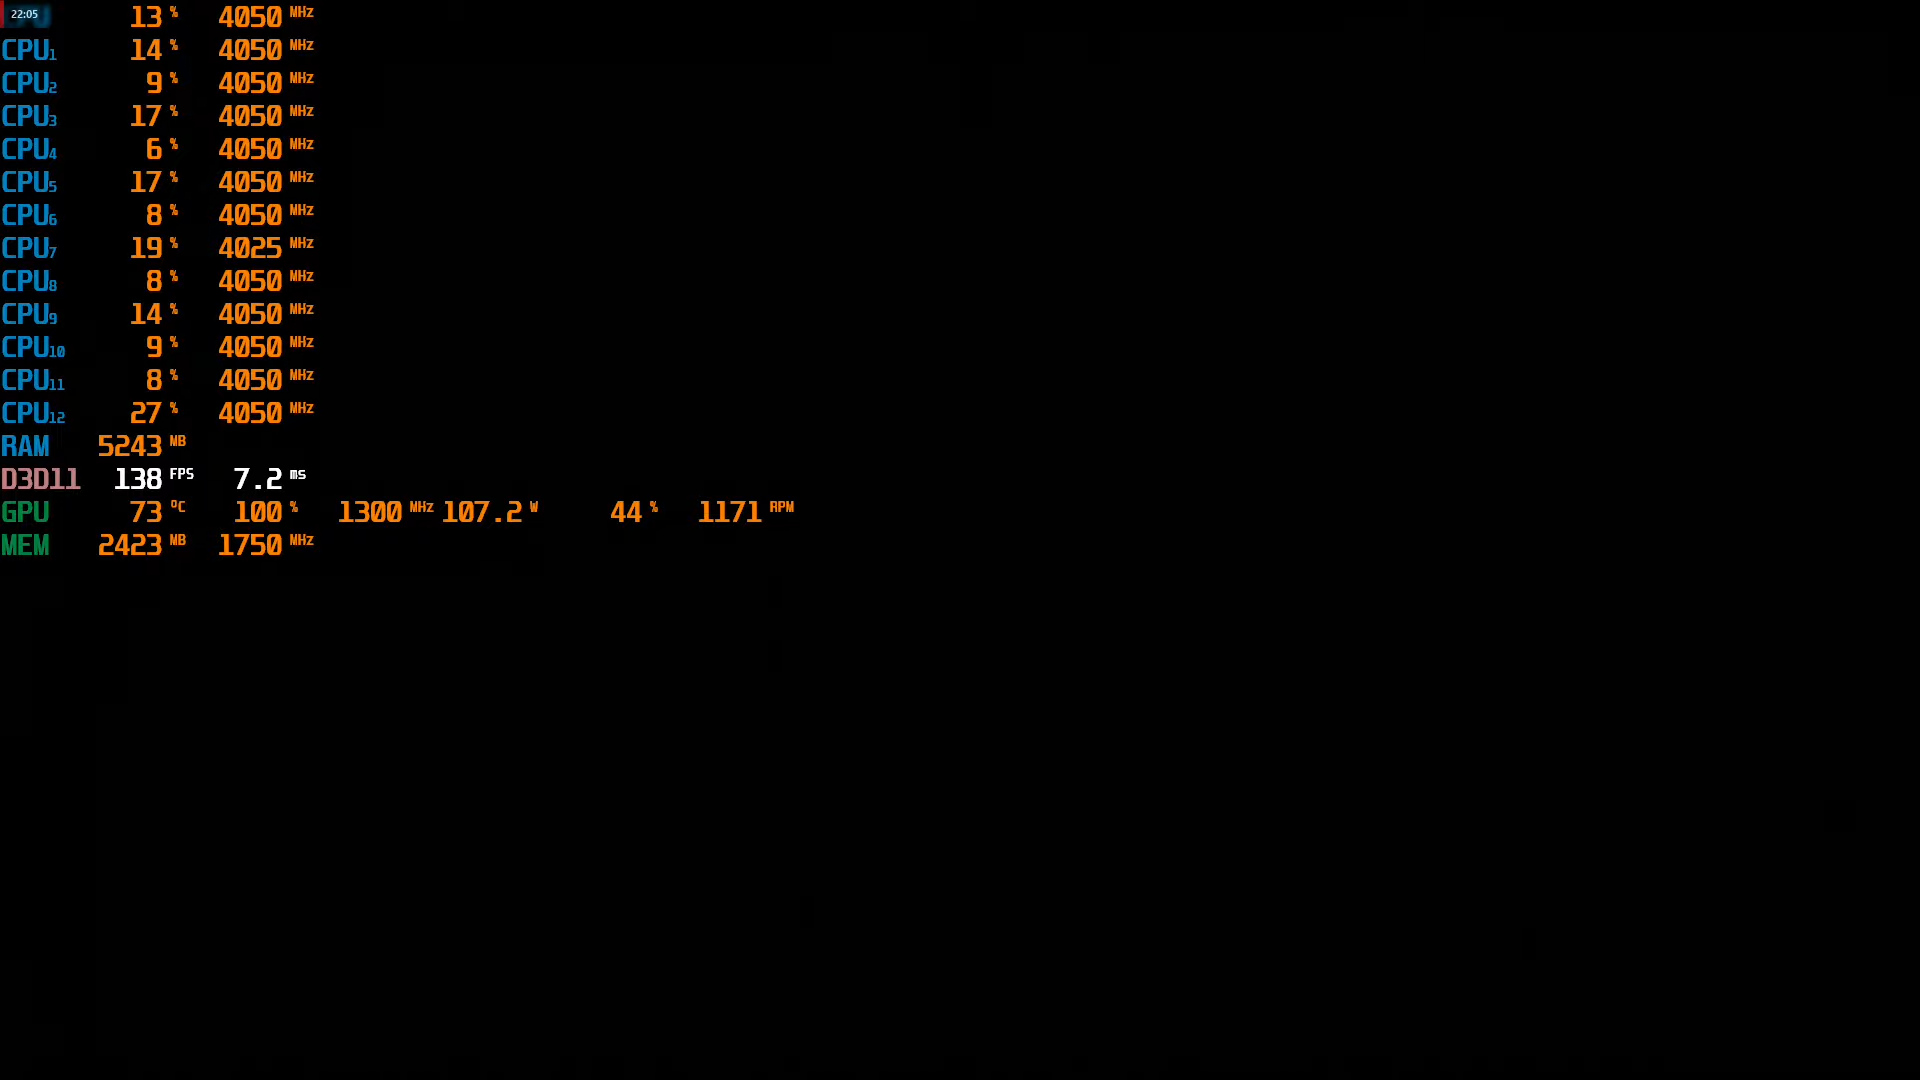 22:05 13 % 4050 MHz
CPU1 14 % 4050 MHz
CPU2 9 % 4050 MHz
CPU3 17 % 4050 MHz
CPU4 6 % 4050 MHz
CPU5 17 % 4050 MHz
CPU6 8 % 4050 MHz
CPU7 19 % 4025 MHz
CPU8 8 % 4050 MHz
CPU9 14 % 4050 MHz
CPU10 9 % 4050 MHz
CPU11 8 % 4050 MHz
CPU12 27 % 4050 MHz
RAM 5243 MB
D3D11 138 FPS 7.2 ms
GPU 73 °C 100 % 1300 MHz 107.2 W 44 % 1171 RPM
MEM 2423 MB 1750 MHz